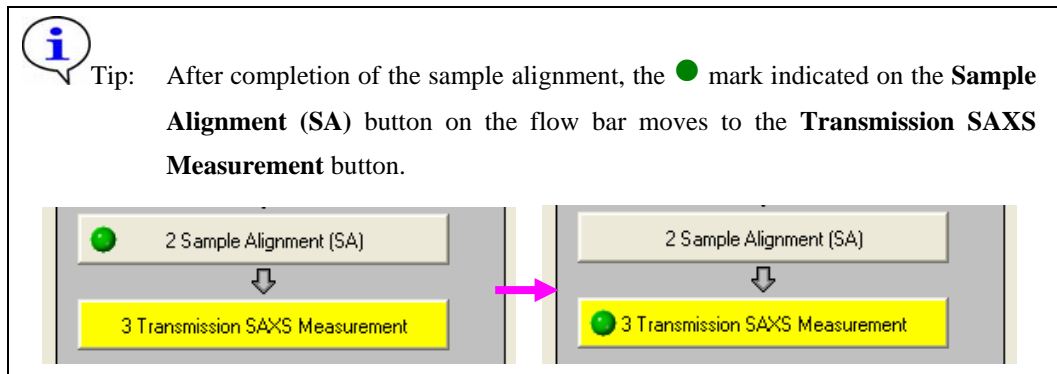 Tip: After completion of the sample alignment, the ● mark indicated on the Sample
Alignment (SA) button on the flow bar moves to the Transmission SAXS
Measurement button.
2 Sample Alignment (SA)
3 Transmission SAXS Measurement
2 Sample Alignment (SA)
3 Transmission SAXS Measurement